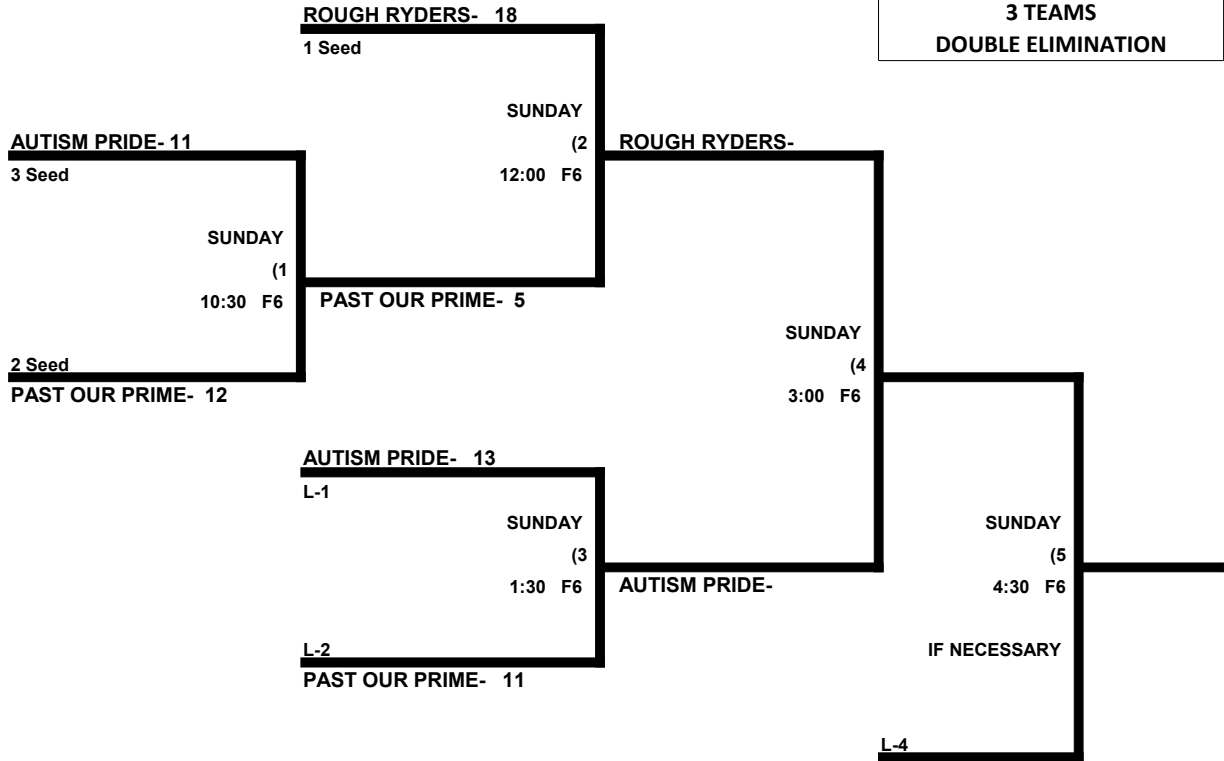 ROUGH RYDERS- 18
1 Seed
3 TEAMS
DOUBLE ELIMINATION
SUNDAY
(2
12:00 F6
AUTISM PRIDE- 11
3 Seed
ROUGH RYDERS-
SUNDAY
(1
10:30 F6
PAST OUR PRIME- 5
2 Seed
PAST OUR PRIME- 12
SUNDAY
(4
3:00 F6
AUTISM PRIDE- 13
L-1
SUNDAY
(3
1:30 F6
AUTISM PRIDE-
SUNDAY
(5
4:30 F6
IF NECESSARY
L-2
PAST OUR PRIME- 11
L-4